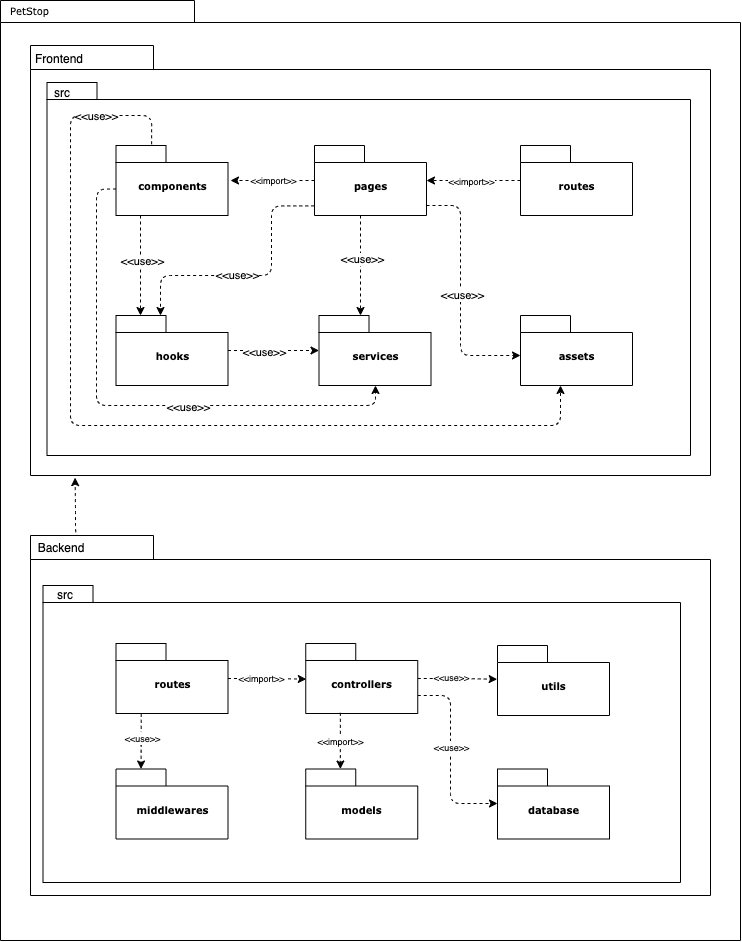 PetStop
Frontend
src
<<use>>
components
<<import>>
pages
<<import>>
routes
<<use>>
<<use>>
<<use>>
<<use>>
hooks
<<use>>
services
assets
<<use>>
Backend
src
routes
<<import>>
controllers
<<use>>
utils
<<use>>
<<import>>
<<use>>
middlewares
models
database